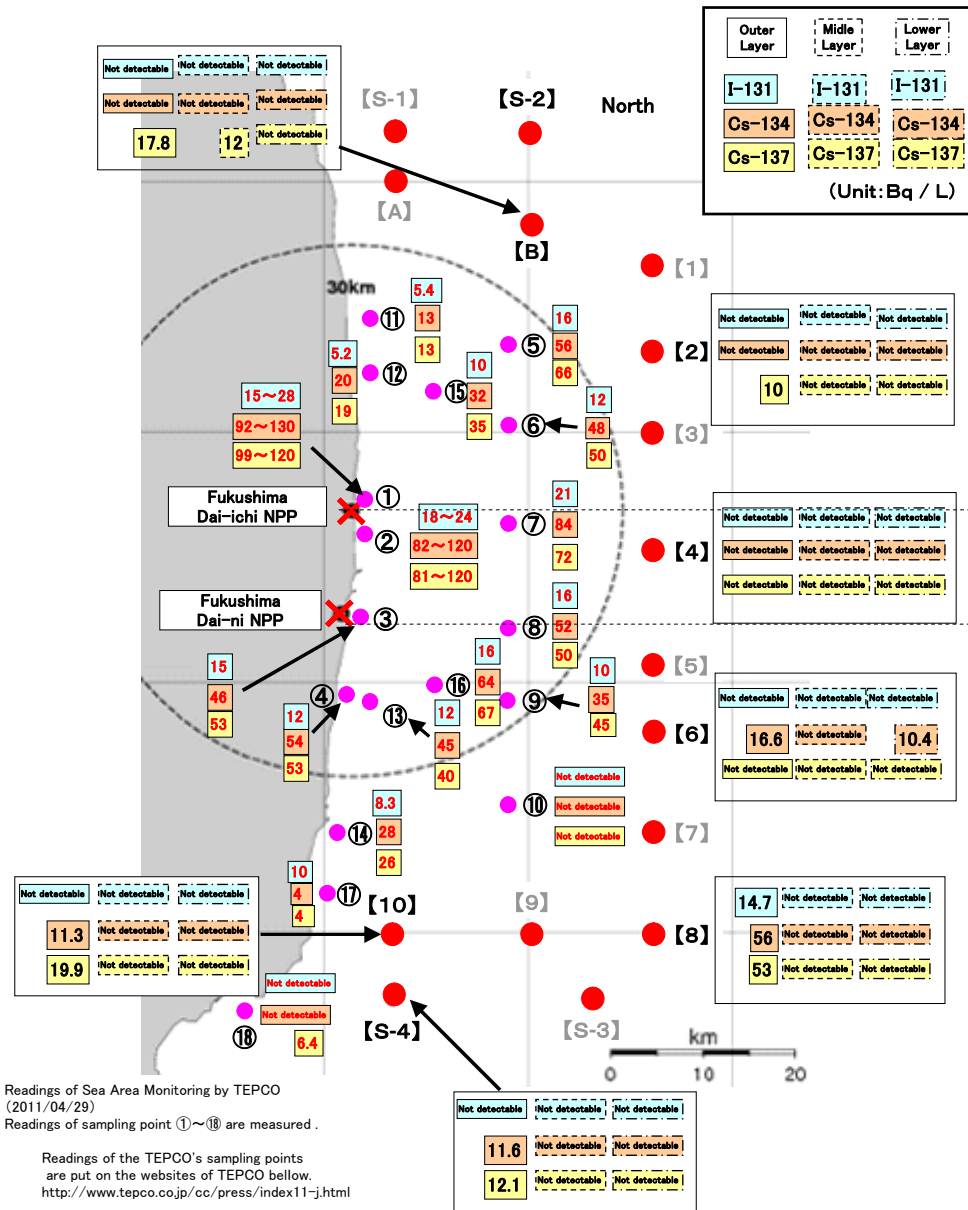 Outer Layer
Midle Layer
Lower Layer
I-131
I-131
I-131
Cs-134
Cs-134
Cs-134
Cs-137
Cs-137
Cs-137
(Unit:Bq / L)
Not detectable Not detectable Not detectable
Not detectable Not detectable Not detectable
17.8 12 Not detectable
【S-1】
【S-2】
North
【A】
【B】
【1】
30km
5.4
13
13
⑪
16
56
66
⑤
【2】
Not detectable Not detectable Not detectable
Not detectable Not detectable Not detectable
10 Not detectable Not detectable
5.2
20
19
⑫
10
32
35
⑮
12
48
50
⑥
【3】
15～28
92～130
99～120
①
Fukushima
Dai-ichi NPP
②
18～24
82～120
81～120
⑦
21
84
72
【4】
Not detectable Not detectable Not detectable
Not detectable Not detectable Not detectable
Not detectable Not detectable Not detectable
Fukushima
Dai-ni NPP
③
⑧
16
52
50
【5】
15
46
53
④
12
54
53
⑬
12
45
40
⑯
16
64
67
⑨
10
35
45
【6】
Not detectable Not detectable Not detectable
16.6 Not detectable 10.4
Not detectable Not detectable Not detectable
⑩
Not detectable
Not detectable
Not detectable
【7】
⑭
8.3
28
26
10
4
4
⑰
【10】
【9】
【8】
Not detectable Not detectable Not detectable
11.3 Not detectable Not detectable
19.9 Not detectable Not detectable
14.7 Not detectable Not detectable
56 Not detectable Not detectable
53 Not detectable Not detectable
Not detectable
Not detectable
6.4
⑱
【S-4】
【S-3】
km
0 10 20
Not detectable Not detectable Not detectable
11.6 Not detectable Not detectable
12.1 Not detectable Not detectable
Readings of Sea Area Monitoring by TEPCO
(2011/04/29)
Readings of sampling point ①～⑱ are measured .
Readings of the TEPCO's sampling points
are put on the websites of TEPCO bellow.
http://www.tepco.co.jp/cc/press/index11-j.html